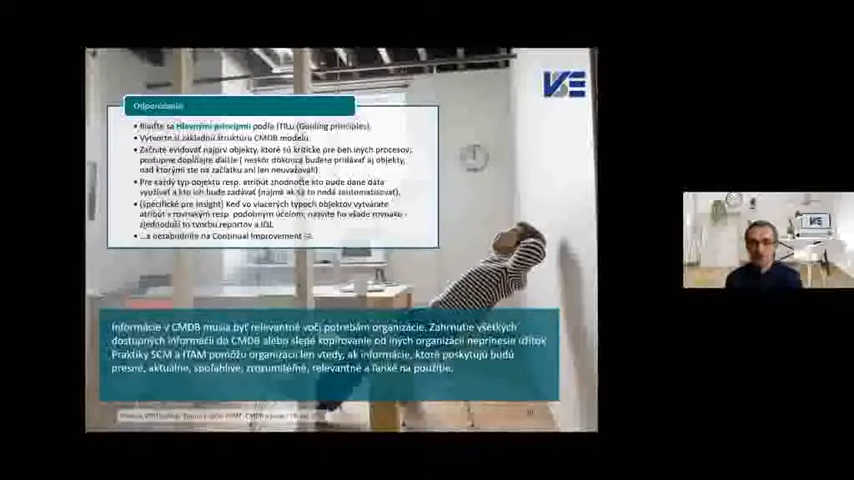 Odporúčania
• Riaďte sa Hlavnými princípmi podľa ITILu (Guiding principles).
• Vytvorte si základnú štruktúru CMDB modelu.
• Začnite evidovať najprv objekty, ktoré sú kritické pre beh iných procesov,
postupne dopĺňajte ďalšie ( neskôr dokonca budete pridávať aj objekty,
nad ktorými ste na začiatku ani len neuvažovali).
• Pre každý typ objektu resp. atribút zhodnoťte kto bude dané dáta
využívať a kto ich bude zadávať (najmä ak sa to nedá zautomatizovať).
• (špecifické pre Insight) Keď vo viacerých typoch objektov vytvárate
atribút s rovnakým resp. podobným účelom, nazvite ho všade rovnako -
zjednoduší to tvorbu reportov a IQL
• ...a nezabudnite na Continual Improvement
Informácie v CMDB musia byť relevantné voči potrebám organizácie. Zahrnutie všetkých
dostupných informácií do CMDB alebo slepé kopírovanie od iných organizácií neprinesie úžitok
Praktiky SCM a ITAM pomôžu organizácii len vtedy, ak informácie, ktoré poskytujú budú
presné, aktuálne, spoľahlivé, zrozumiteľné, relevantné a ľahké na použitie.